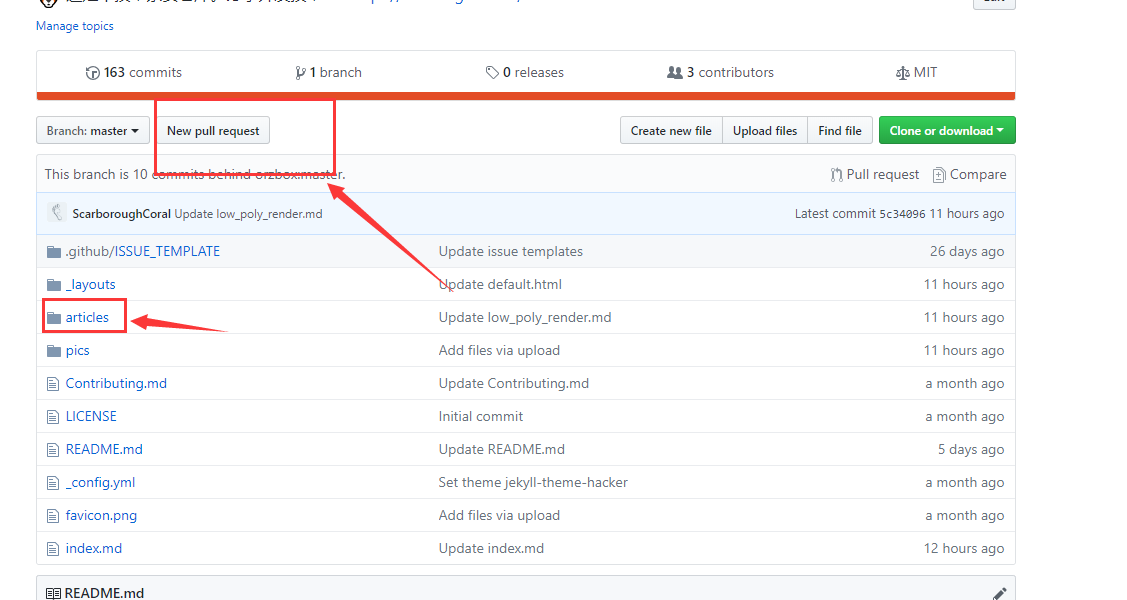 Manage topics
163 commits 1 branch 0 releases 3 contributors MIT
Branch: master New pull request Create new file Upload files Find file Clone or download
This branch is 10 commits behind orzbox:master. Pull request Compare
ScarboroughCoral Update low_poly_render.md Latest commit 5c34096 11 hours ago
.github/ISSUE_TEMPLATE Update issue templates 26 days ago
_layouts Update default.html 11 hours ago
articles Update low_poly_render.md 11 hours ago
pics Add files via upload 11 hours ago
Contributing.md Update Contributing.md a month ago
LICENSE Initial commit a month ago
README.md Update README.md 5 days ago
_config.yml Set theme jekyll-theme-hacker a month ago
favicon.png Add files via upload a month ago
index.md Update index.md 12 hours ago
README.md